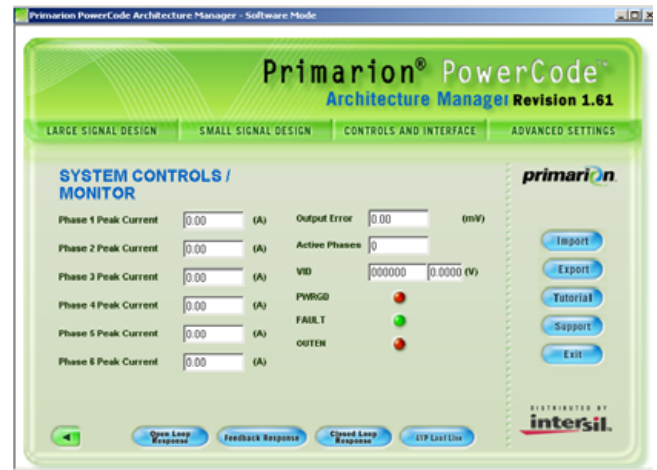 Primarion PowerCode Architecture Manager - Software Mode
Primarion® PowerCode™
Architecture Manager Revision 1.61
LARGE SIGNAL DESIGN SMALL SIGNAL DESIGN CONTROLS AND INTERFACE ADVANCED SETTINGS
SYSTEM CONTROLS /
MONITOR
primarion
Phase 1 Peak Current 0.00 (A) Output Error 0.00 (mV)
Phase 2 Peak Current 0.00 (A) Active Phases 0
Import
Phase 3 Peak Current 0.00 (A) VID 000000 0.0000 (V)
Export
Phase 4 Peak Current 0.00 (A) PWRGD
Tutorial
Phase 5 Peak Current 0.00 (A) FAULT
Support
OUTEN
Phase 6 Peak Current 0.00 (A)
Exit
DISTRIBUTED BY
intersil.
Open Loop
Response
Feedback Response
Closed Loop
Response
AVP Load Line